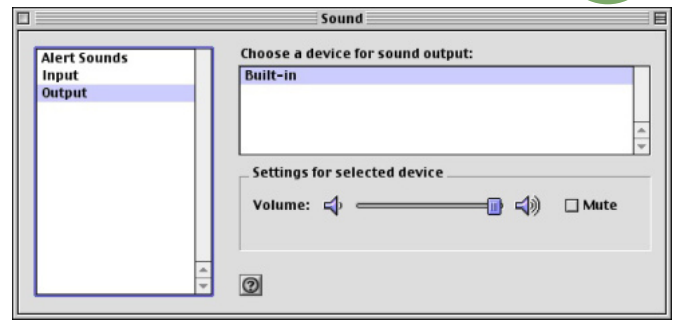 Sound
Alert Sounds
Input
Output
Choose a device for sound output:
Built-in
Settings for selected device
Volume:
Mute
?